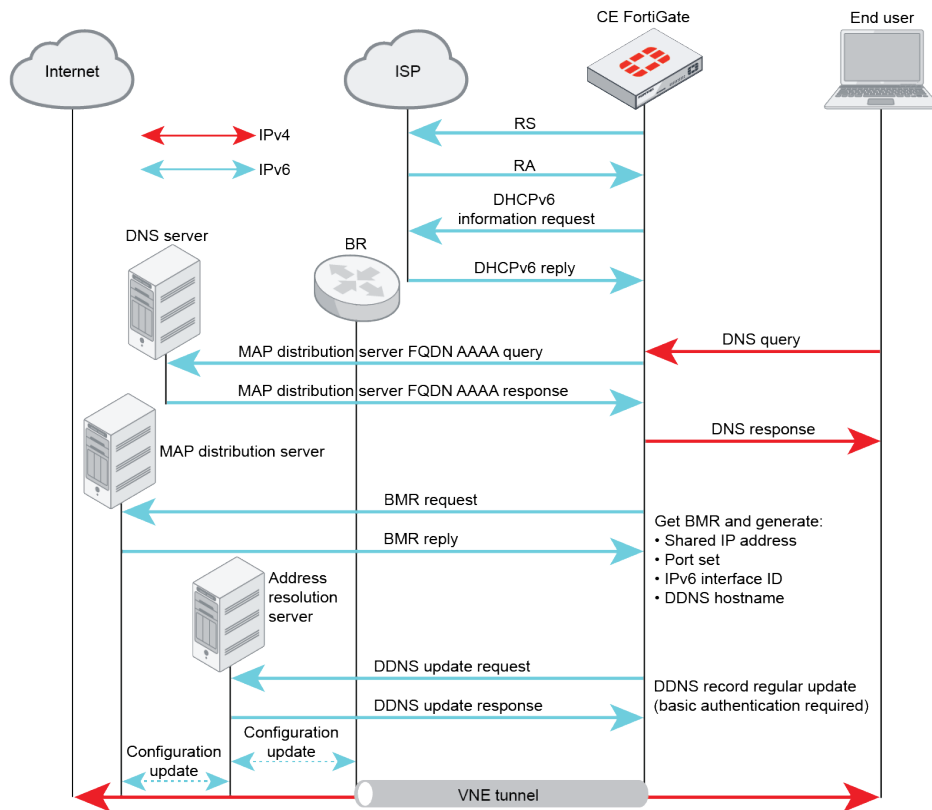 CE FortiGate
End user
Internet
ISP
IPv4
IPv6
RS
RA
DHCPv6
information request
DHCPv6 reply
DNS server
BR
DNS query
MAP distribution server FQDN AAAA query
MAP distribution server FQDN AAAA response
DNS response
MAP distribution server
BMR request
BMR reply
Get BMR and generate:
• Shared IP address
• Port set
• IPv6 interface ID
• DDNS hostname
Address
resolution
server
DDNS update request
DDNS update response
DDNS record regular update
(basic authentication required)
Configuration
update
Configuration
update
VNE tunnel